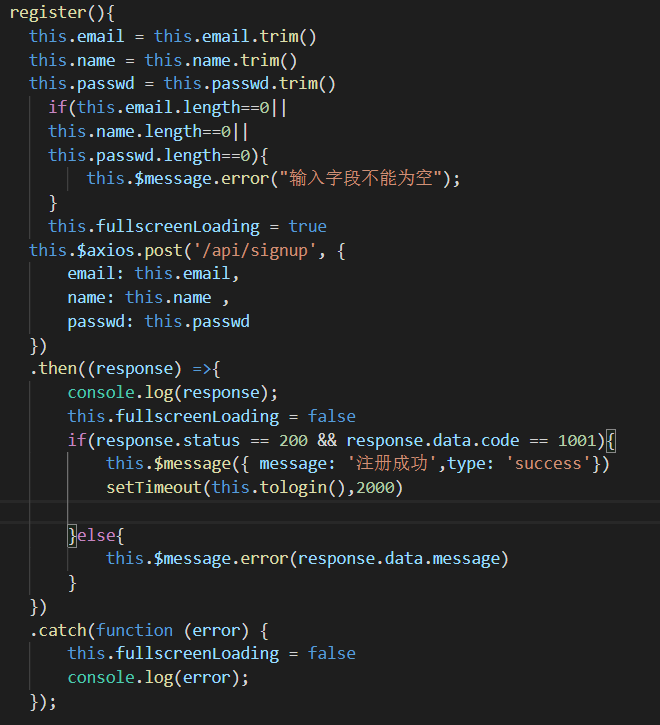 register(){
this.email = this.email.trim()
this.name = this.name.trim()
this.passwd = this.passwd.trim()
if(this.email.length==0||
this.name.length==0||
this.passwd.length==0){
this.$message.error("输入字段不能为空");
}
this.fullscreenLoading = true
this.$axios.post('/api/signup', {
email: this.email,
name: this.name ,
passwd: this.passwd
})
.then((response) =>{
console.log(response);
this.fullscreenLoading = false
if(response.status == 200 && response.data.code == 1001){
this.$message({ message: '注册成功',type: 'success'})
setTimeout(this.tologin(),2000)
}else{
this.$message.error(response.data.message)
}
})
.catch(function (error) {
this.fullscreenLoading = false
console.log(error);
});